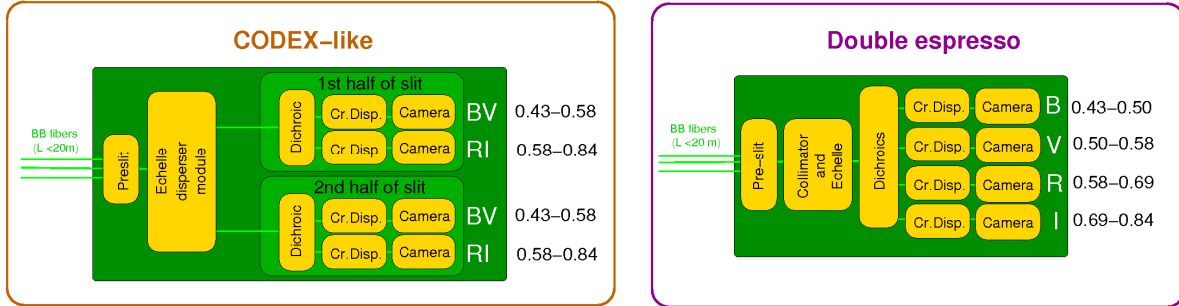 CODEX–like
BB fibers
(L <20m)
Preslit
Echelle
disperser
module
1st half of slit
Dichroic
Cr.Disp.
Camera
BV
0.43–0.58
Cr.Disp.
Camera
RI
0.58–0.84
2nd half of slit
Dichroic
Cr.Disp.
Camera
BV
0.43–0.58
Cr.Disp.
Camera
RI
0.58–0.84
Double espresso
BB fibers
(L <20 m)
Pre–slit
Collimator
and
Echelle
Dichroics
Cr.Disp.
Camera
B
0.43–0.50
Cr.Disp.
Camera
V
0.50–0.58
Cr.Disp.
Camera
R
0.58–0.69
Cr.Disp.
Camera
I
0.69–0.84